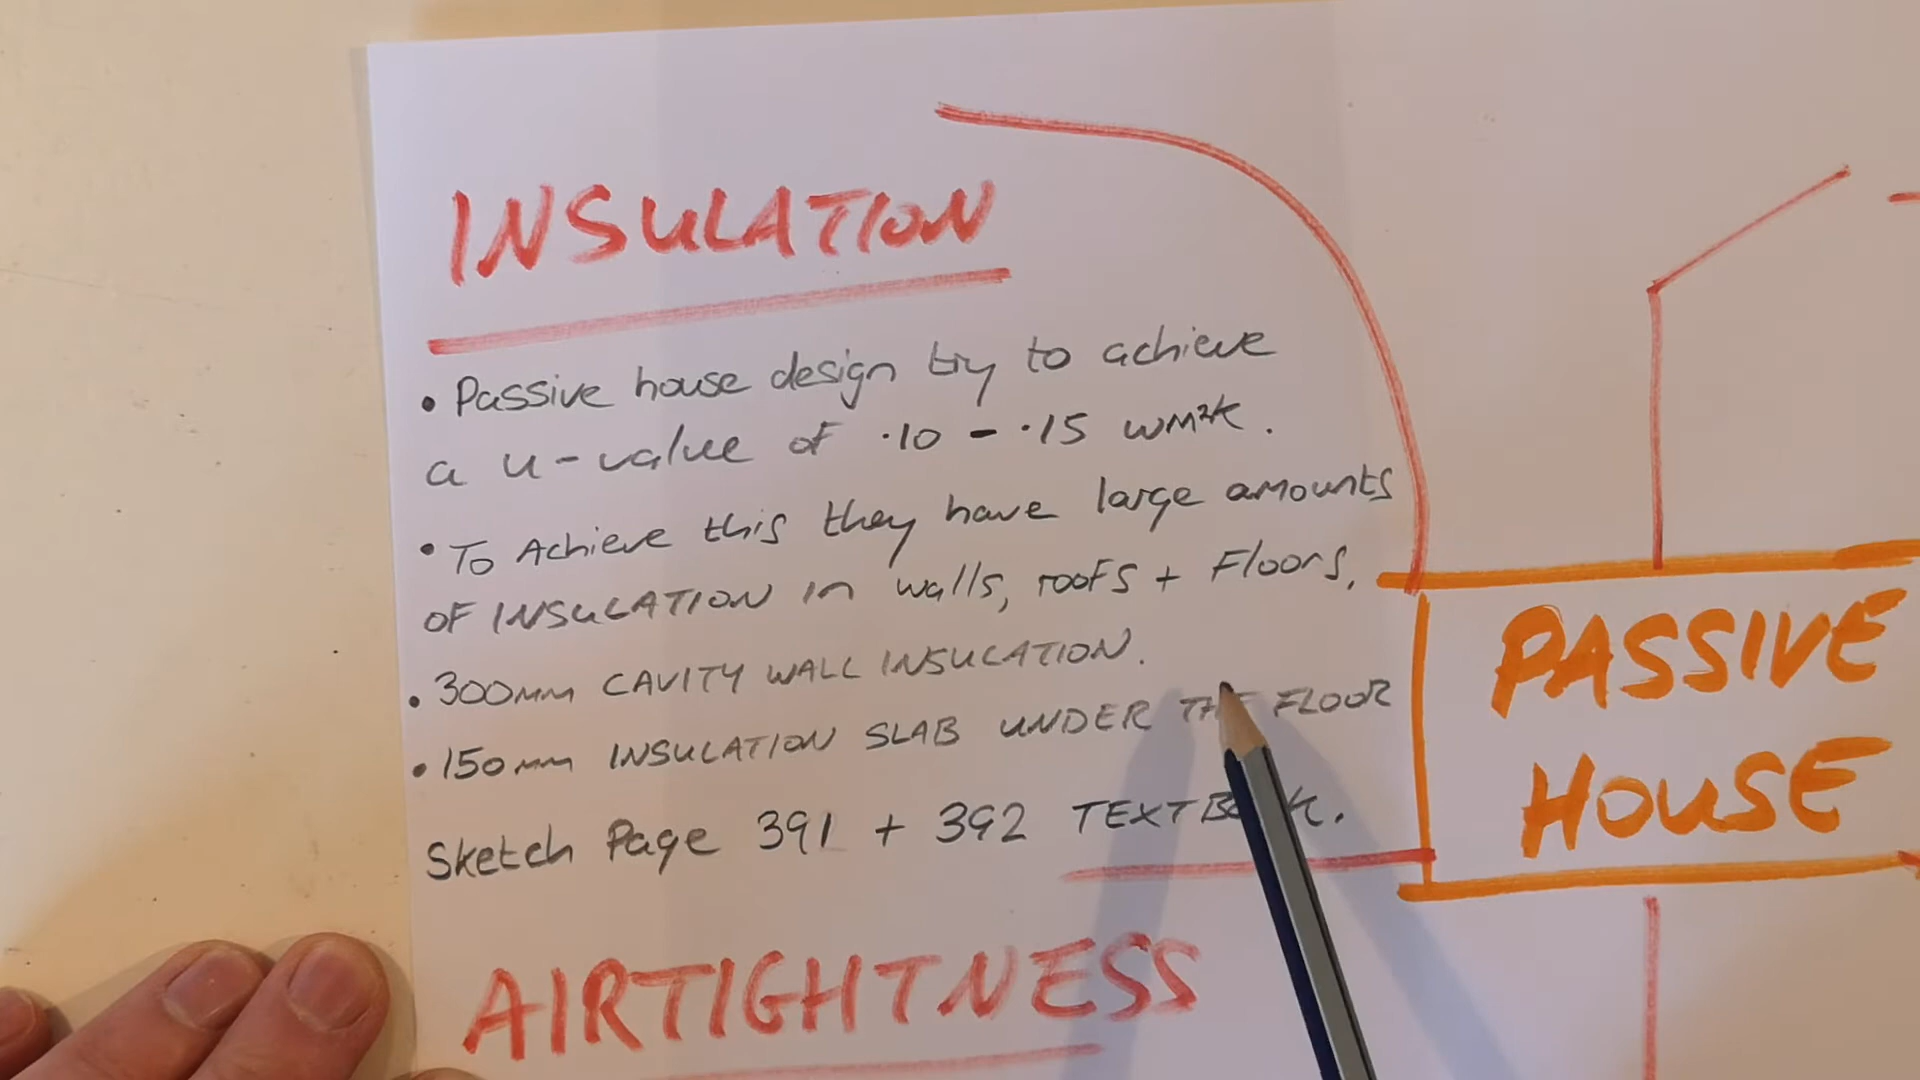 INSULATION
• Passive house design try to achieve
a u-value of .10 - .15 WM²K.
• To Achieve this they have large amounts
OF INSULATION in walls, roofs + Floors,
• 300mm CAVITY WALL INSULATION.
• 150mm INSULATION SLAB UNDER THE FLOOR
Sketch Page 391 + 392 TEXTBOOK.
AIRTIGHTNESS
PASSIVE
HOUSE